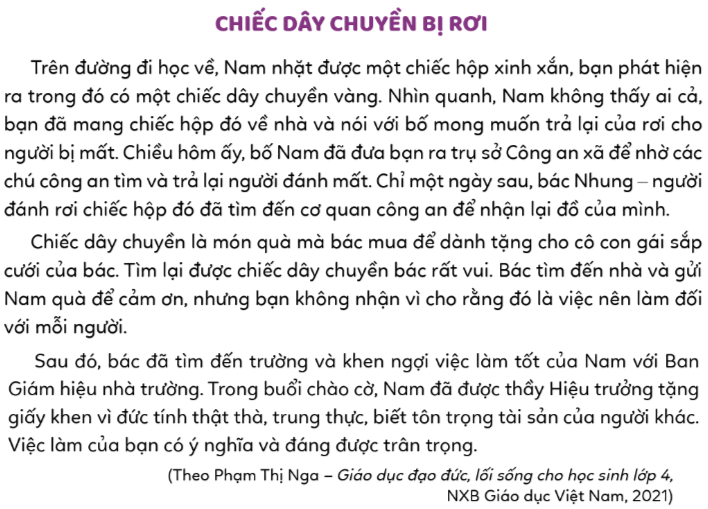 CHIẾC DÂY CHUYỀN BỊ RƠI
Trên đường đi học về, Nam nhặt được một chiếc hộp xinh xắn, bạn phát hiện
ra trong đó có một chiếc dây chuyền vàng. Nhìn quanh, Nam không thấy ai cả,
bạn đã mang chiếc hộp đó về nhà và nói với bố mong muốn trả lại của rơi cho
người bị mất. Chiều hôm ấy, bố Nam đã đưa bạn ra trụ sở Công an xã để nhờ các
chú công an tìm và trả lại người đánh mất. Chỉ một ngày sau, bác Nhung – người
đánh rơi chiếc hộp đó đã tìm đến cơ quan công an để nhận lại đồ của mình.
Chiếc dây chuyền là món quà mà bác mua để dành tặng cho cô con gái sắp
cưới của bác. Tìm lại được chiếc dây chuyền bác rất vui. Bác tìm đến nhà và gửi
Nam quà để cảm ơn, nhưng bạn không nhận vì cho rằng đó là việc nên làm đối
với mỗi người.
Sau đó, bác đã tìm đến trường và khen ngợi việc làm tốt của Nam với Ban
Giám hiệu nhà trường. Trong buổi chào cờ, Nam đã được thầy Hiệu trưởng tặng
giấy khen vì đức tính thật thà, trung thực, biết tôn trọng tài sản của người khác.
Việc làm của bạn có ý nghĩa và đáng được trân trọng.
(Theo Phạm Thị Nga – Giáo dục đạo đức, lối sống cho học sinh lớp 4,
NXB Giáo dục Việt Nam, 2021)